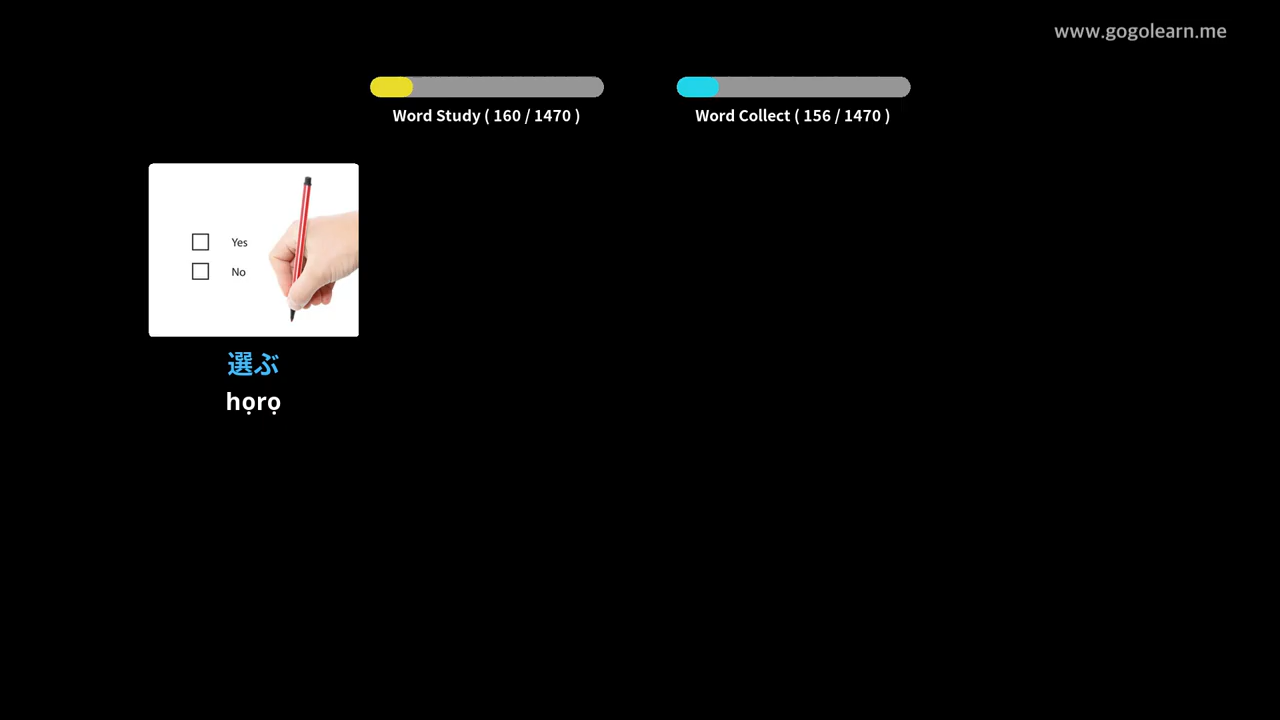 www.gogolearn.me
Word Study ( 160 / 1470 )
Word Collect ( 156 / 1470 )
Yes
No
選ぶ
họrọ